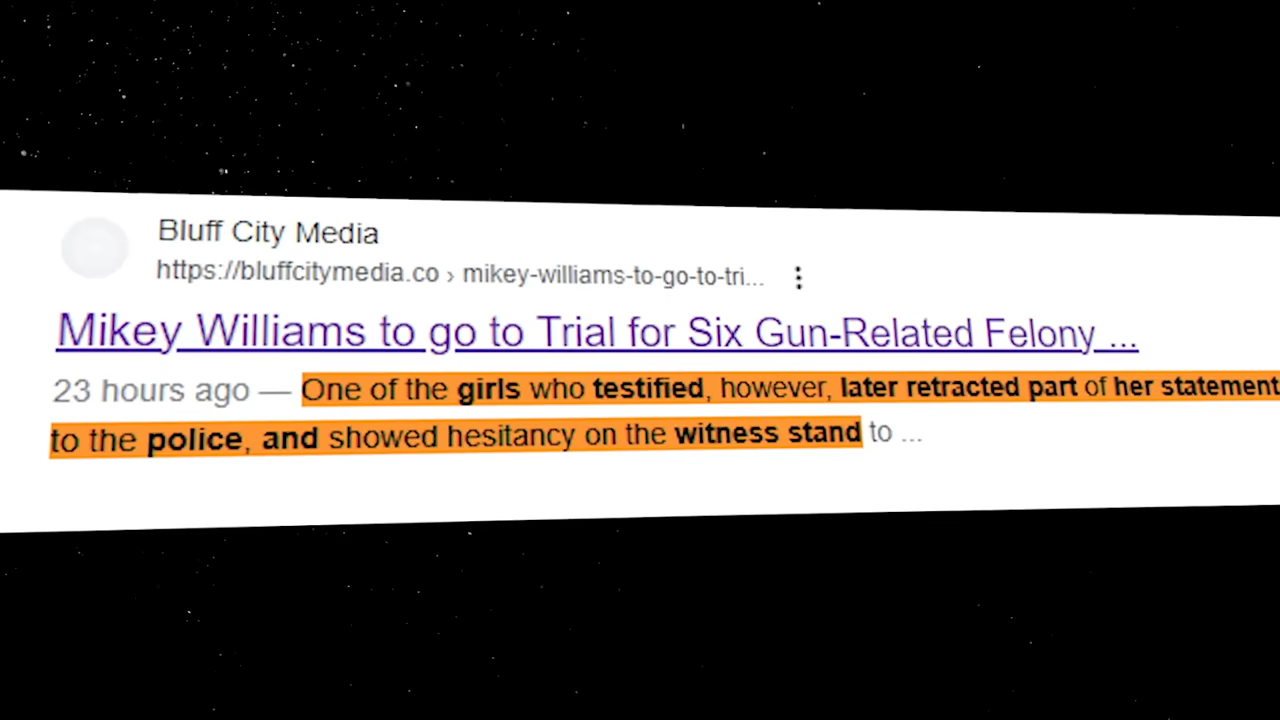 Bluff City Media
https://bluffcitymedia.co › mikey-williams-to-go-to-tri...
Mikey Williams to go to Trial for Six Gun-Related Felony ...
23 hours ago — One of the girls who testified, however, later retracted part of her statement
to the police, and showed hesitancy on the witness stand to ...